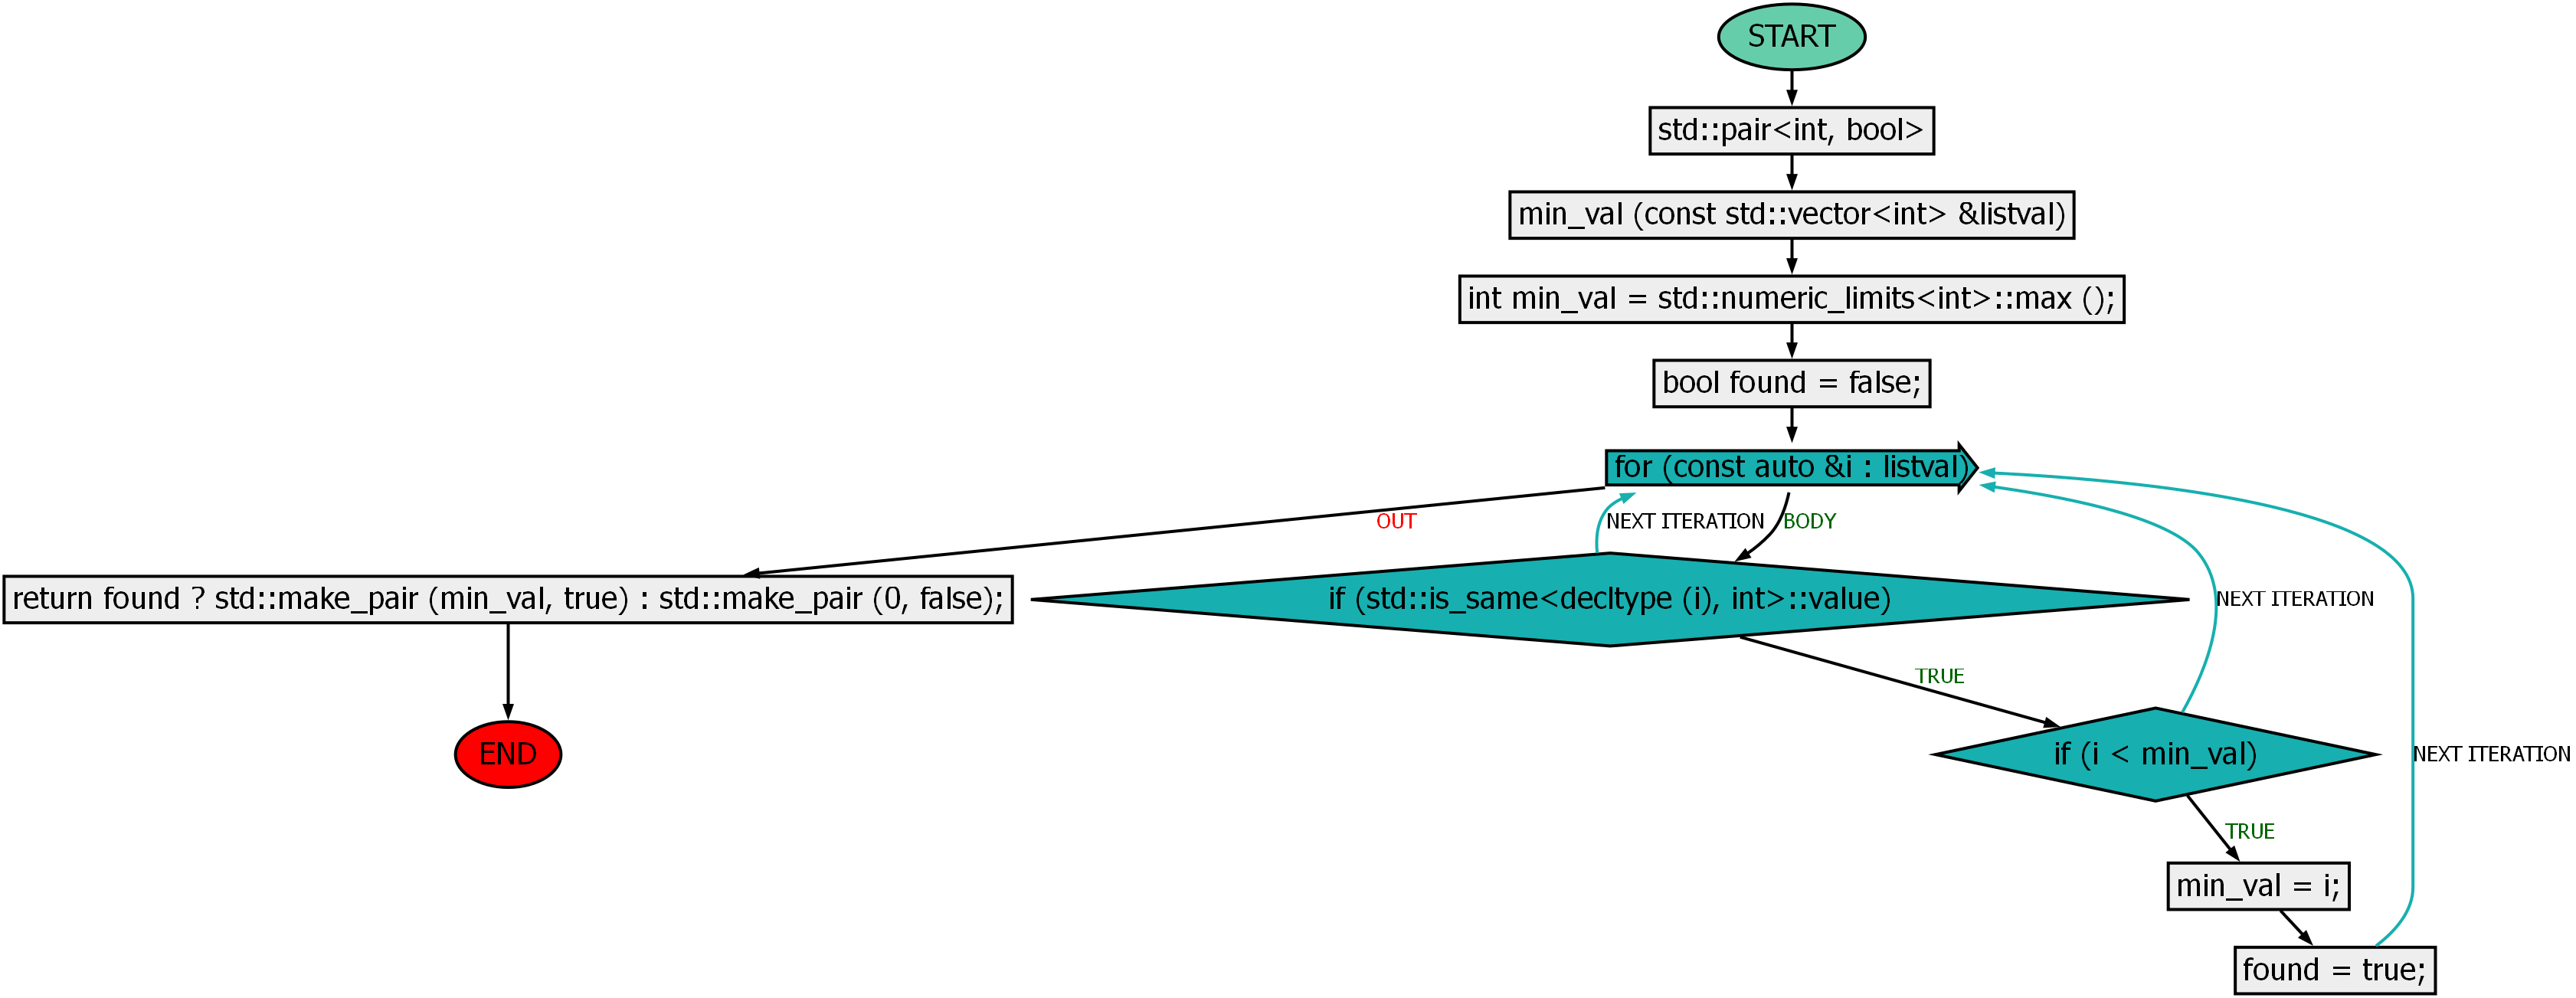 START
std::pair<int, bool>
min_val (const std::vector<int> &listval)
int min_val = std::numeric_limits<int>::max ();
bool found = false;
for (const auto &i : listval)
OUT
NEXT ITERATION
BODY
return found ? std::make_pair (min_val, true) : std::make_pair (0, false);
if (std::is_same<decltype (i), int>::value)
NEXT ITERATION
TRUE
END
if (i < min_val)
NEXT ITERATION
TRUE
min_val = i;
found = true;